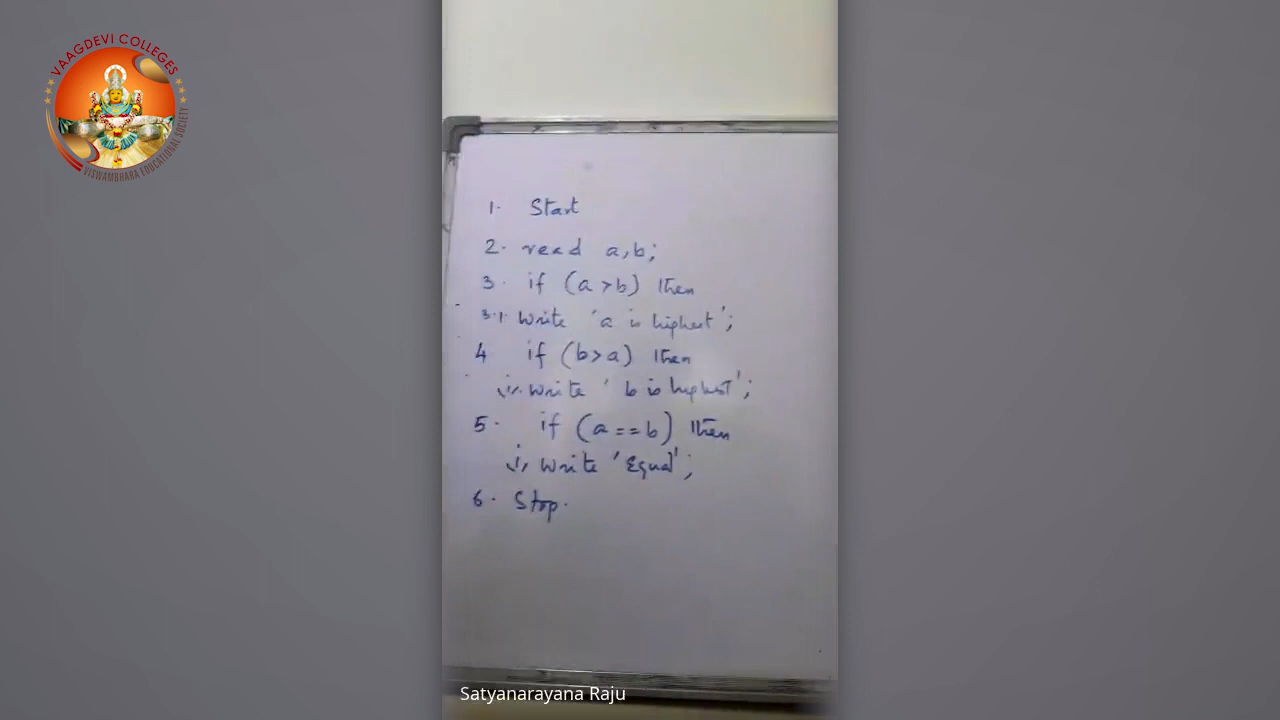 VAAGDEVI COLLEGES
VISWAMBHARA EDUCATIONAL SOCIETY
1. Start
2. read a,b;
3. if (a>b) then
3.1. Write 'a is highest';
4 if (b>a) then
i, write 'b is highest';
5. if (a==b) then
i, write 'Equal';
6. Stop.
Satyanarayana Raju